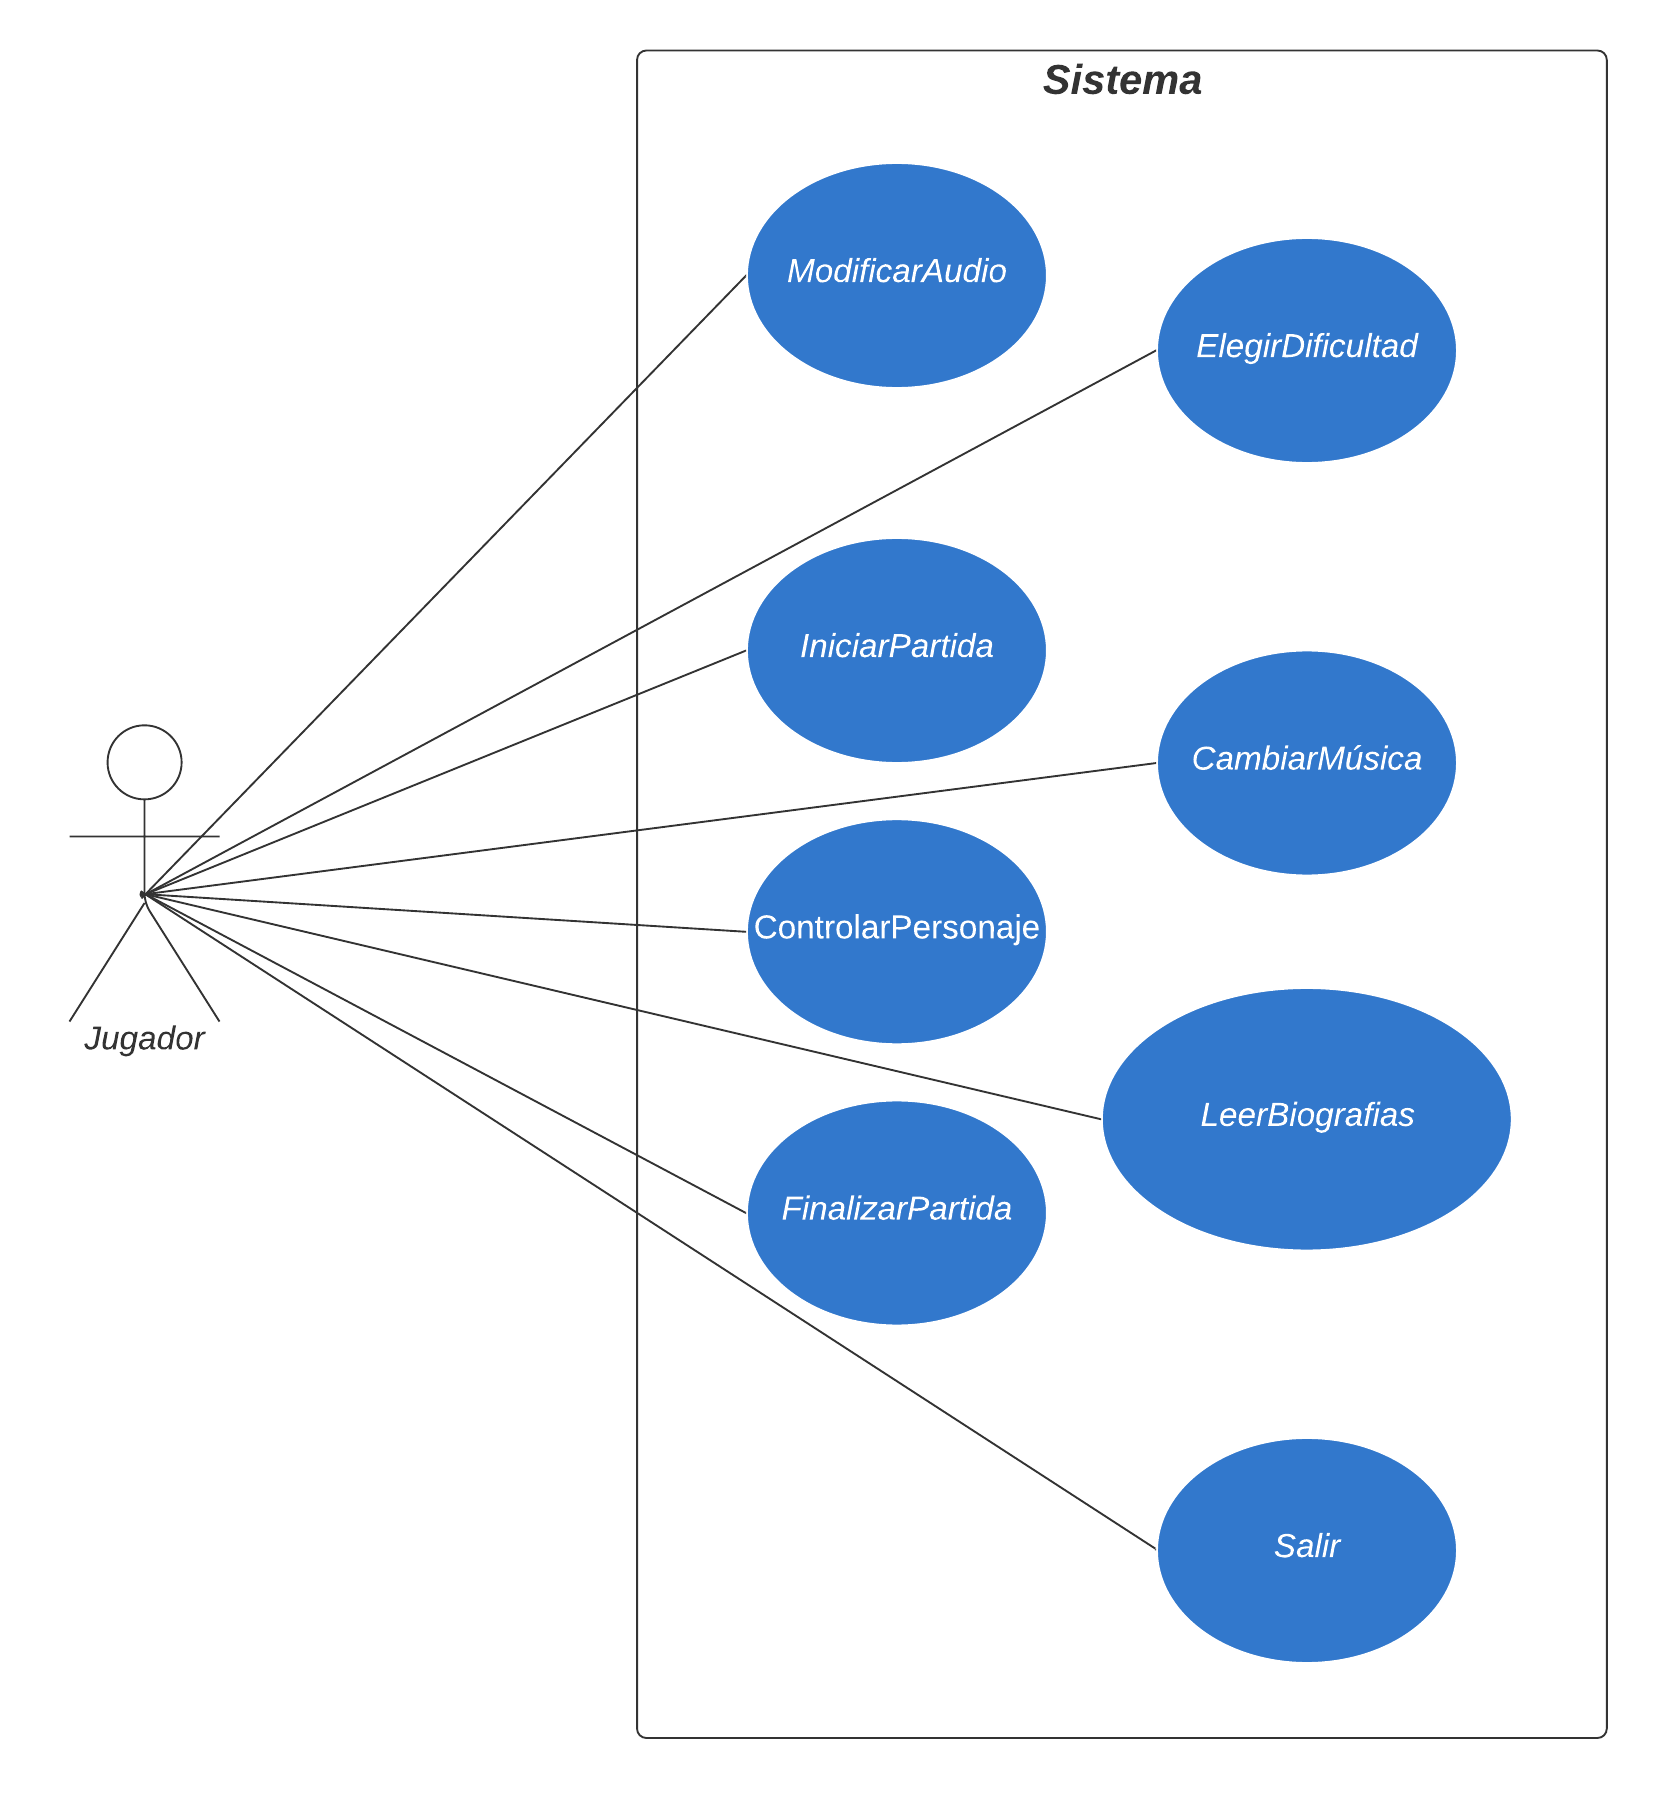 Sistema
ModificarAudio
ElegirDificultad
IniciarPartida
CambiarMúsica
ControlarPersonaje
Jugador
LeerBiografias
FinalizarPartida
Salir